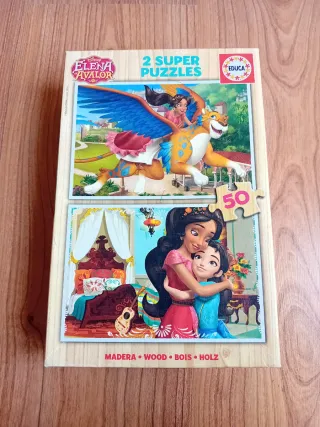 ELENA
AVALOR
2 SUPER
PUZZLES
EDUCA
50
MADERA • WOOD • BOIS • HOLZ